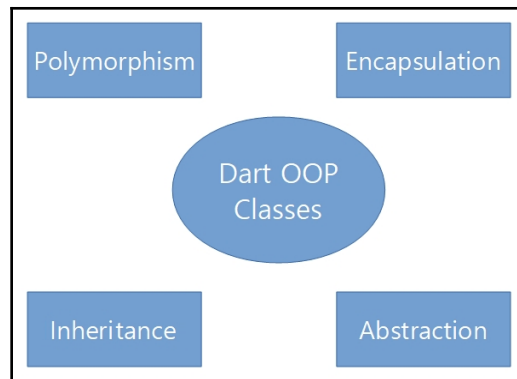 Polymorphism
Encapsulation
Dart OOP
Classes
Inheritance
Abstraction